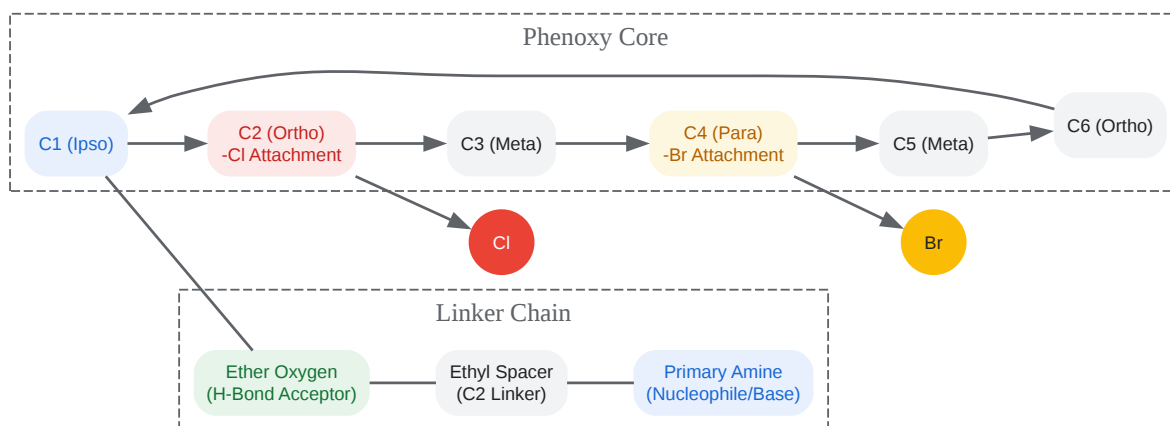 Phenoxy Core
C1 (Ipso)
C2 (Ortho)
-Cl Attachment
C3 (Meta)
C4 (Para)
-Br Attachment
C5 (Meta)
C6 (Ortho)
Cl
Br
Linker Chain
Ether Oxygen
(H-Bond Acceptor)
Ethyl Spacer
(C2 Linker)
Primary Amine
(Nucleophile/Base)